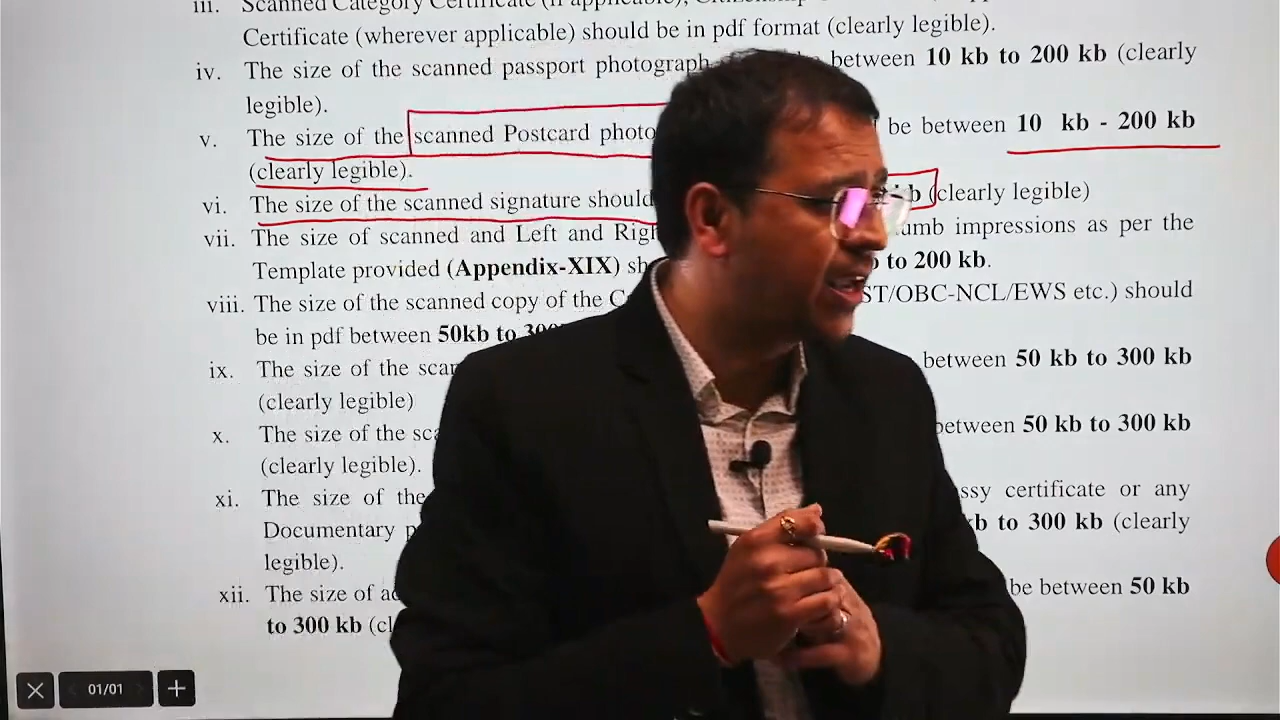 iii. Scanned Category Certificate (if applicable),
Certificate (wherever applicable) should be in pdf format (clearly legible).
iv. The size of the scanned passport photograph between 10 kb to 200 kb (clearly
legible).
v. The size of the scanned Postcard photo be between 10 kb - 200 kb
(clearly legible).
vi. The size of the scanned signature should (clearly legible)
vii. The size of scanned and Left and impressions as per the
Template provided (Appendix-XIX) to 200 kb.
viii. The size of the scanned copy of the ST/OBC-NCL/EWS etc.) should
be in pdf between 50kb to
ix. The size of the between 50 kb to 300 kb
(clearly legible)
x. The size of the between 50 kb to 300 kb
(clearly legible).
xi. The size of the certificate or any
Documentary kb to 300 kb (clearly
legible).
xii. The size of be between 50 kb
to 300 kb
01/01